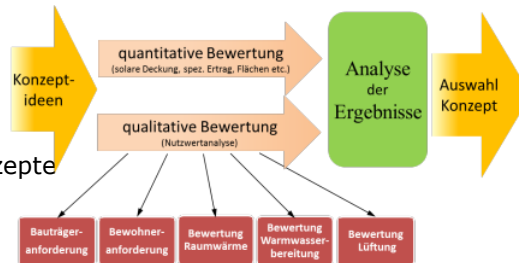 quantitative Bewertung
(solare Deckung, spez. Ertrag, Flächen etc.)
Konzept-
ideen
qualitative Bewertung
(Nutzwertanalyse)
Analyse
der
Ergebnisse
Auswahl
Konzept
zepte
Bauträger-
anforderung
Bewohner-
anforderung
Bewertung
Raumwärme
Bewertung
Warmwasser-
bereitung
Bewertung
Lüftung